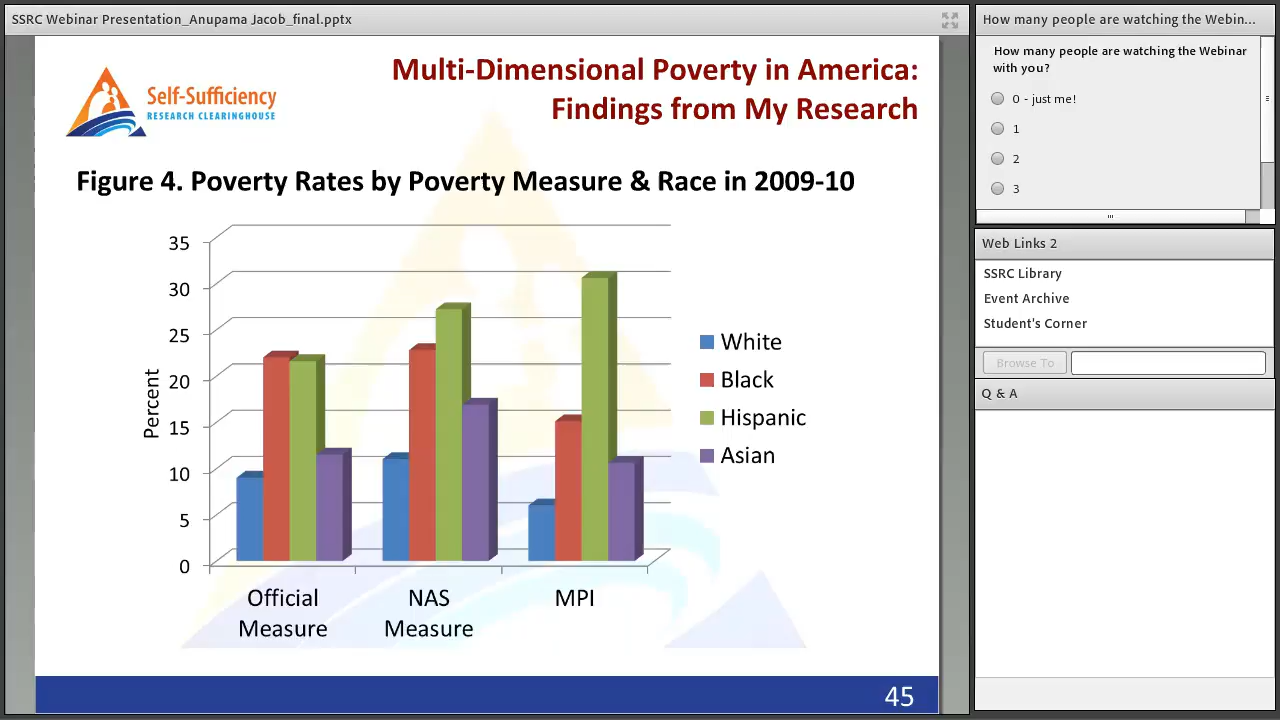 SSRC Webinar Presentation_Anupama Jacob_final.pptx
Self-Sufficiency
RESEARCH CLEARINGHOUSE
Multi-Dimensional Poverty in America:
Findings from My Research
Figure 4. Poverty Rates by Poverty Measure & Race in 2009-10
Percent
35
30
25
20
15
10
5
0
Official
Measure
NAS
Measure
MPI
White
Black
Hispanic
Asian
45
How many people are watching the Webin...
How many people are watching the Webinar
with you?
0 - just me!
1
2
3
Web Links 2
SSRC Library
Event Archive
Student's Corner
Browse To
Q & A